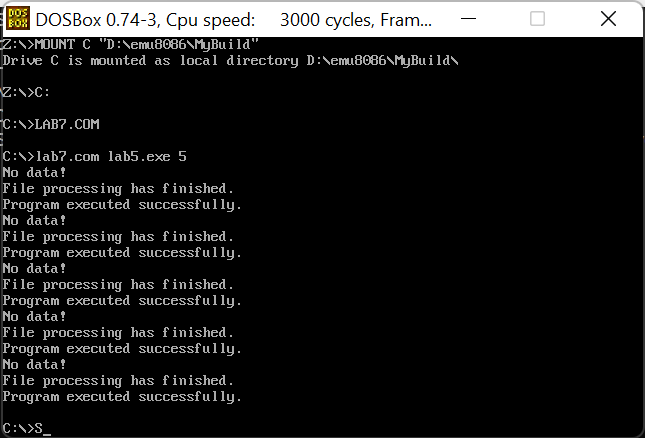 DOS
BOX
DOSBox 0.74-3, Cpu speed: 3000 cycles, Fram...
Z:\>MOUNT C "D:\emu8086\MyBuild"
Drive C is mounted as local directory D:\emu8086\MyBuild\
Z:\>C:
C:\>LAB7.COM
C:\>lab7.com lab5.exe 5
No data!
File processing has finished.
Program executed successfully.
No data!
File processing has finished.
Program executed successfully.
No data!
File processing has finished.
Program executed successfully.
No data!
File processing has finished.
Program executed successfully.
No data!
File processing has finished.
Program executed successfully.
C:\>S_